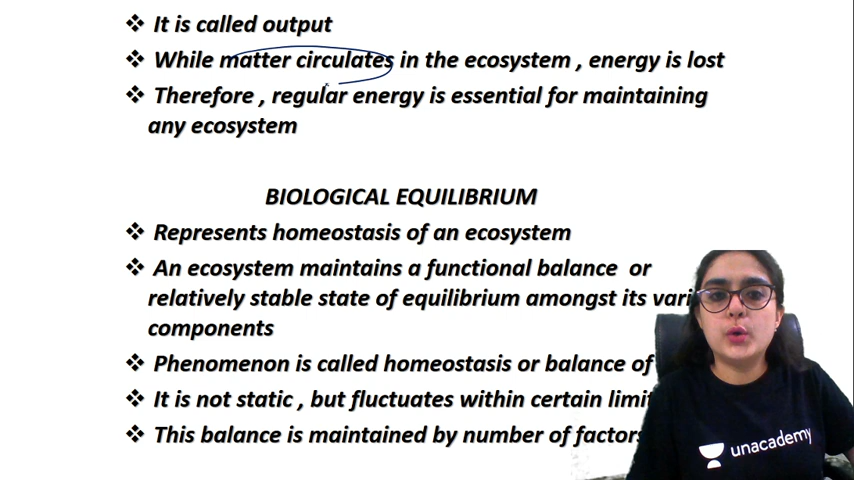 ❖ It is called output
❖ While matter circulates in the ecosystem , energy is lost
❖ Therefore , regular energy is essential for maintaining
any ecosystem
BIOLOGICAL EQUILIBRIUM
❖ Represents homeostasis of an ecosystem
❖ An ecosystem maintains a functional balance or
relatively stable state of equilibrium amongst its vari
components
❖ Phenomenon is called homeostasis or balance of
❖ It is not static , but fluctuates within certain limit
❖ This balance is maintained by number of factors
unacademy